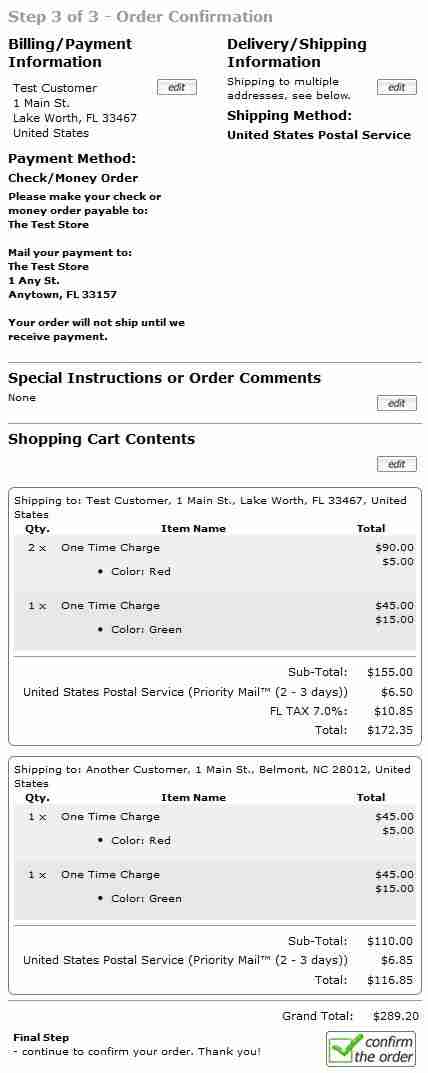 Step 3 of 3 - Order Confirmation
Billing/Payment
Information
Test Customer
edit
1 Main St.
Lake Worth, FL 33467
United States
Payment Method:
Check/Money Order
Please make your check or
money order payable to:
The Test Store
Mail your payment to:
The Test Store
1 Any St.
Anytown, FL 33157
Your order will not ship until we
receive payment.
Delivery/Shipping
Information
Shipping to multiple
addresses, see below.
edit
Shipping Method:
United States Postal Service
Special Instructions or Order Comments
None
edit
Shopping Cart Contents
edit
Shipping to: Test Customer, 1 Main St., Lake Worth, FL 33467, United
States
Qty. Item Name Total
2 x One Time Charge $90.00
$5.00
• Color: Red
1 x One Time Charge $45.00
$15.00
• Color: Green
Sub-Total: $155.00
United States Postal Service (Priority Mail™ (2 - 3 days)) $6.50
FL TAX 7.0%: $10.85
Total: $172.35
Shipping to: Another Customer, 1 Main St., Belmont, NC 28012, United
States
Qty. Item Name Total
1 x One Time Charge $45.00
$5.00
• Color: Red
1 x One Time Charge $45.00
$15.00
• Color: Green
Sub-Total: $110.00
United States Postal Service (Priority Mail™ (2 - 3 days)) $6.85
Total: $116.85
Grand Total: $289.20
Final Step
- continue to confirm your order. Thank you!
confirm
the order